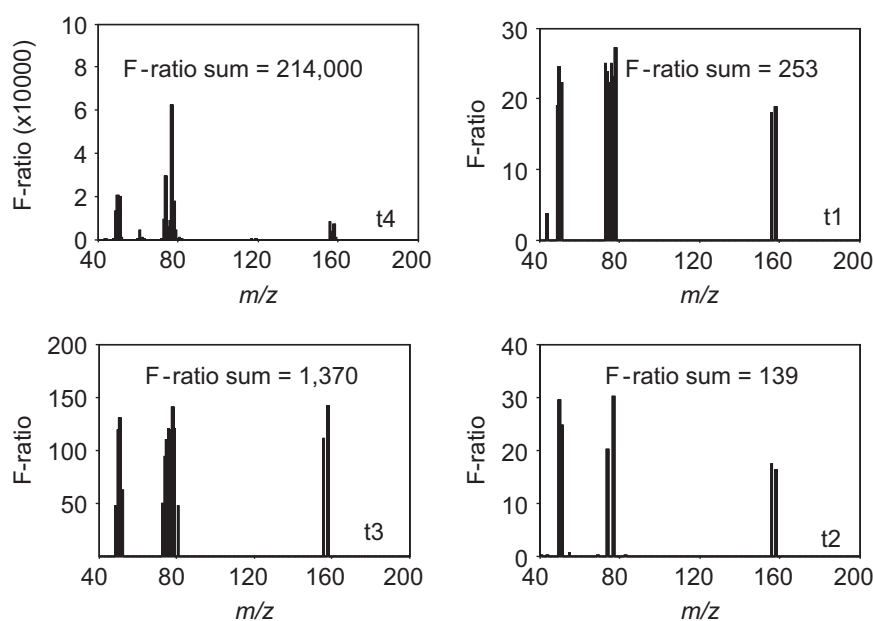 F-ratio (x10000)
10
8
6
4
2
0
F-ratio sum = 214,000
t4
40 80 120 160 200
m/z
F-ratio
30
20
10
0
F-ratio sum = 253
t1
40 80 120 160 200
m/z
F-ratio
200
150
100
50
F-ratio sum = 1,370
t3
40 80 120 160 200
m/z
F-ratio
40
30
20
10
0
F-ratio sum = 139
t2
40 80 120 160 200
m/z